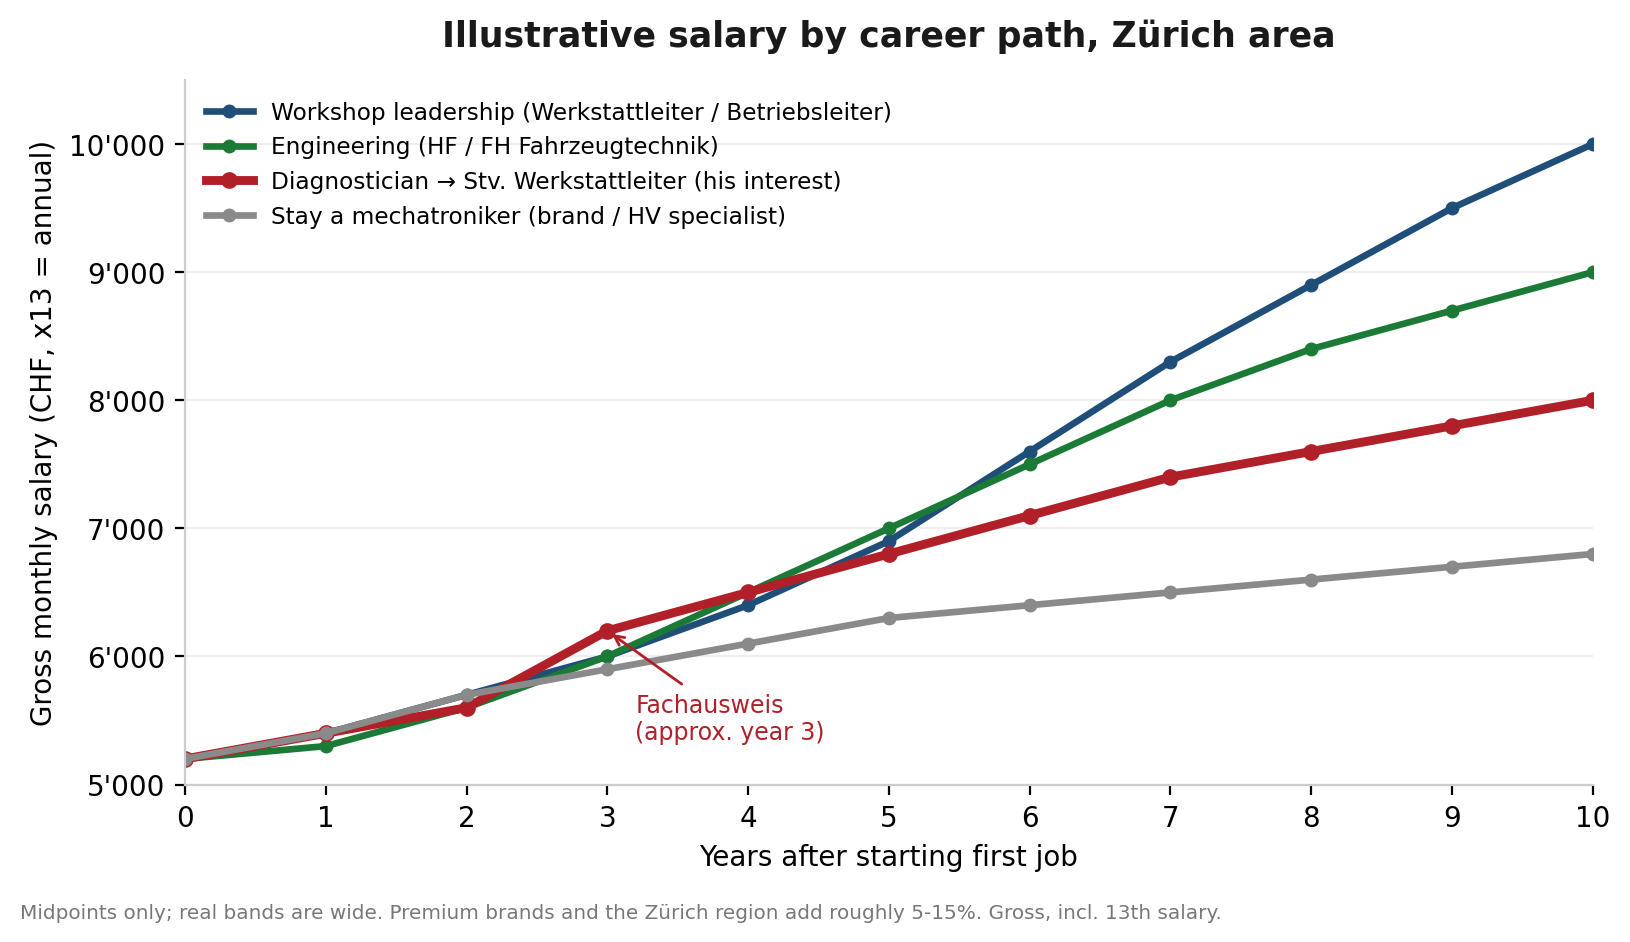 Illustrative salary by career path, Zürich area
Gross monthly salary (CHF, x13 = annual)
Workshop leadership (Werkstattleiter / Betriebsleiter)
Engineering (HF / FH Fahrzeugtechnik)
Diagnostician → Stv. Werkstattleiter (his interest)
Stay a mechatroniker (brand / HV specialist)
10'000
9'000
8'000
7'000
6'000
5'000
Fachausweis
(approx. year 3)
0 1 2 3 4 5 6 7 8 9 10
Years after starting first job
Midpoints only; real bands are wide. Premium brands and the Zürich region add roughly 5-15%. Gross, incl. 13th salary.